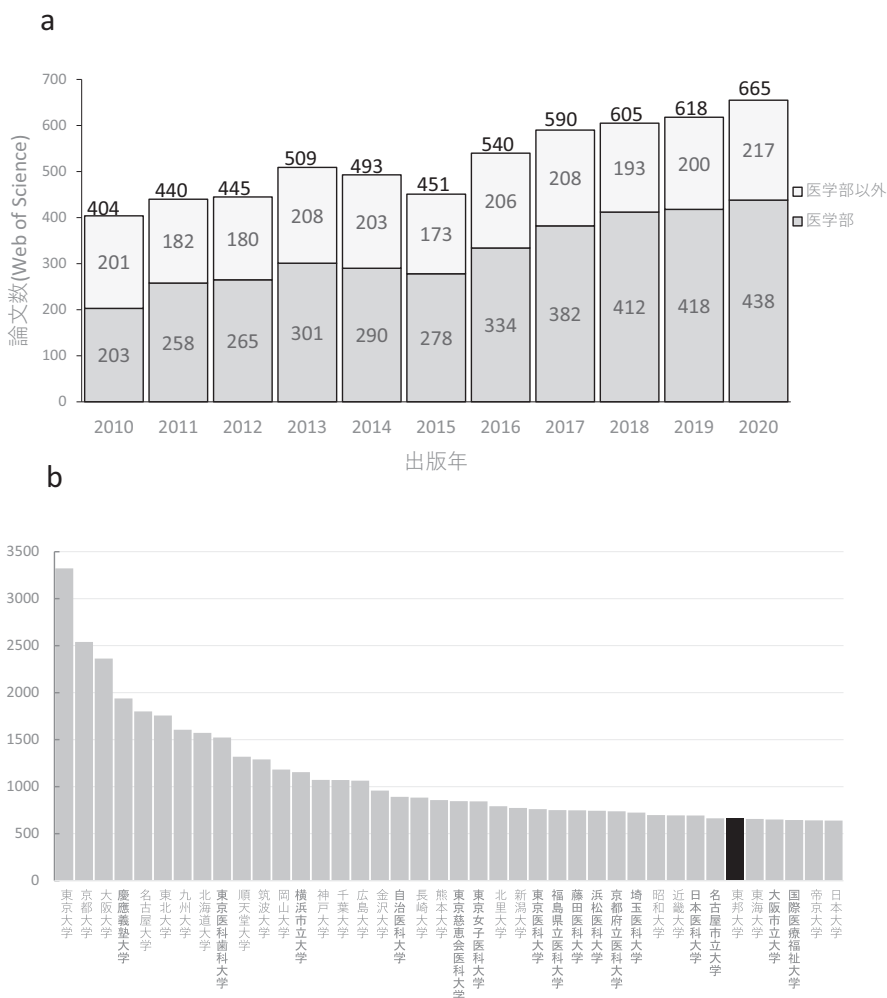 a
700
600
500
400
300
200
100
0
論文数(Web of Science)
404
440
445
509
493
451
540
590
605
618
665
201
182
180
208
203
173
206
208
193
200
217
203
258
265
301
290
278
334
382
412
418
438
医学部以外
医学部
2010
2011
2012
2013
2014
2015
2016
2017
2018
2019
2020
出版年
b
3500
3000
2500
2000
1500
1000
500
0
東京大学
京都大学
大阪大学
慶應義塾大学
名古屋大学
東北大学
九州大学
北海道大学
東京医科歯科大学
順天堂大学
筑波大学
岡山大学
横浜市立大学
神戸大学
千葉大学
広島大学
金沢大学
自治医科大学
長崎大学
熊本大学
東京慈恵会医科大学
東京女子医科大学
北里大学
新潟大学
東京医科大学
福島県立医科大学
藤田医科大学
浜松医科大学
京都府立医科大学
埼玉医科大学
昭和大学
近畿大学
日本医科大学
名古屋市立大学
東邦大学
東海大学
大阪市立大学
国際医療福祉大学
帝京大学
日本大学